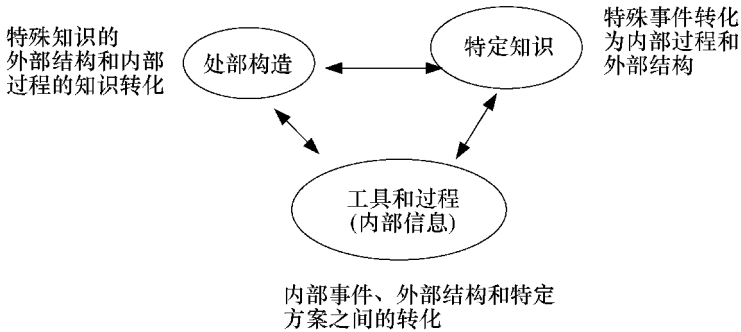 特殊知识的
外部结构和内部
过程的知识转化
处部构造
特定知识
特殊事件转化
为内部过程和
外部结构
工具和过程
(内部信息)
内部事件、外部结构和特定
方案之间的转化